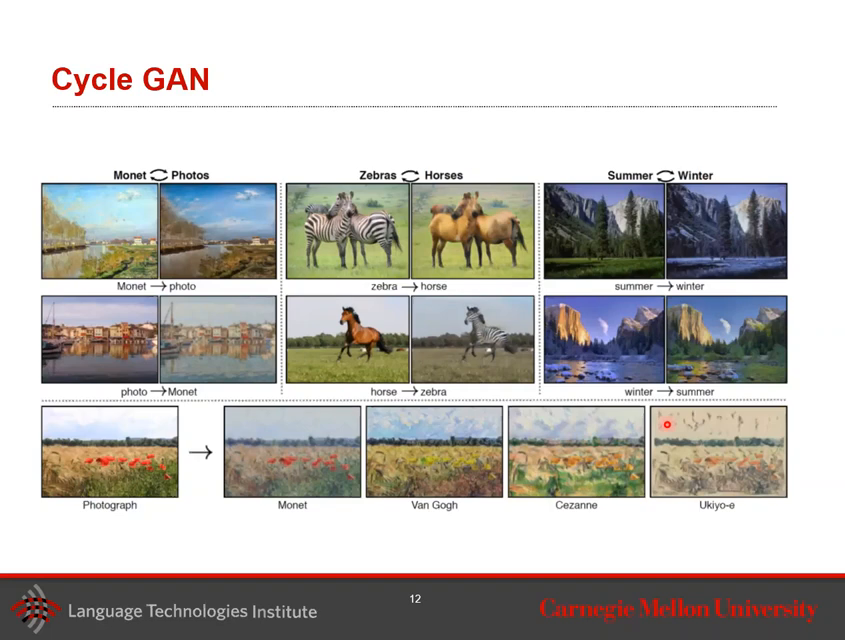 Cycle GAN
Monet Photos
Zebras Horses
Summer Winter
Monet → photo
zebra → horse
summer → winter
photo → Monet
horse → zebra
winter → summer
→
Photograph
Monet
Van Gogh
Cezanne
Ukiyo-e
Language Technologies Institute
12
Carnegie Mellon University